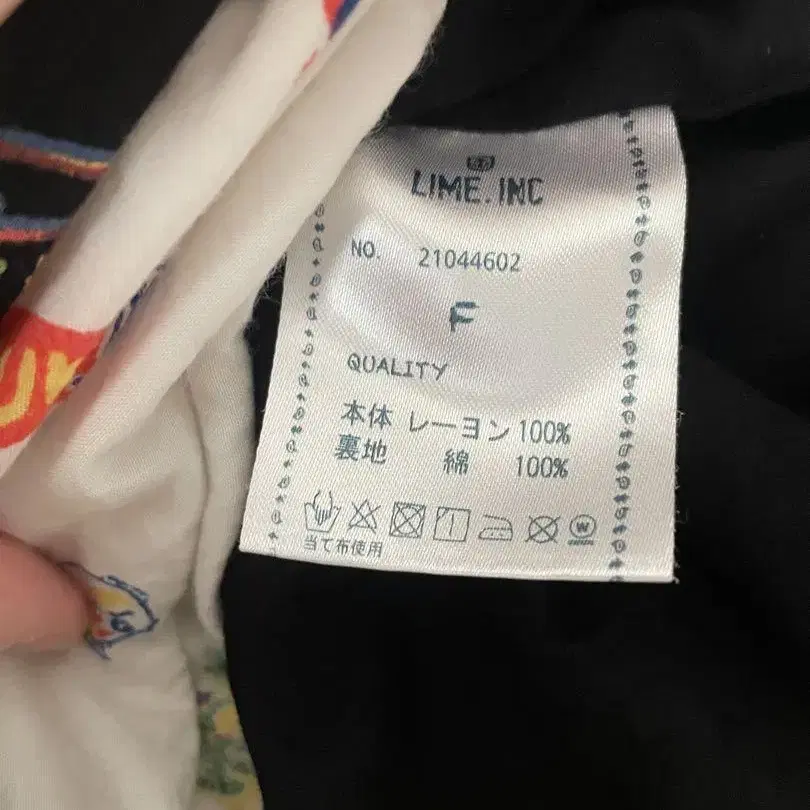 LIME.INC
NO. 21044602
F
QUALITY
本体 レーヨン 100%
裏地 綿 100%
W
当て布使用